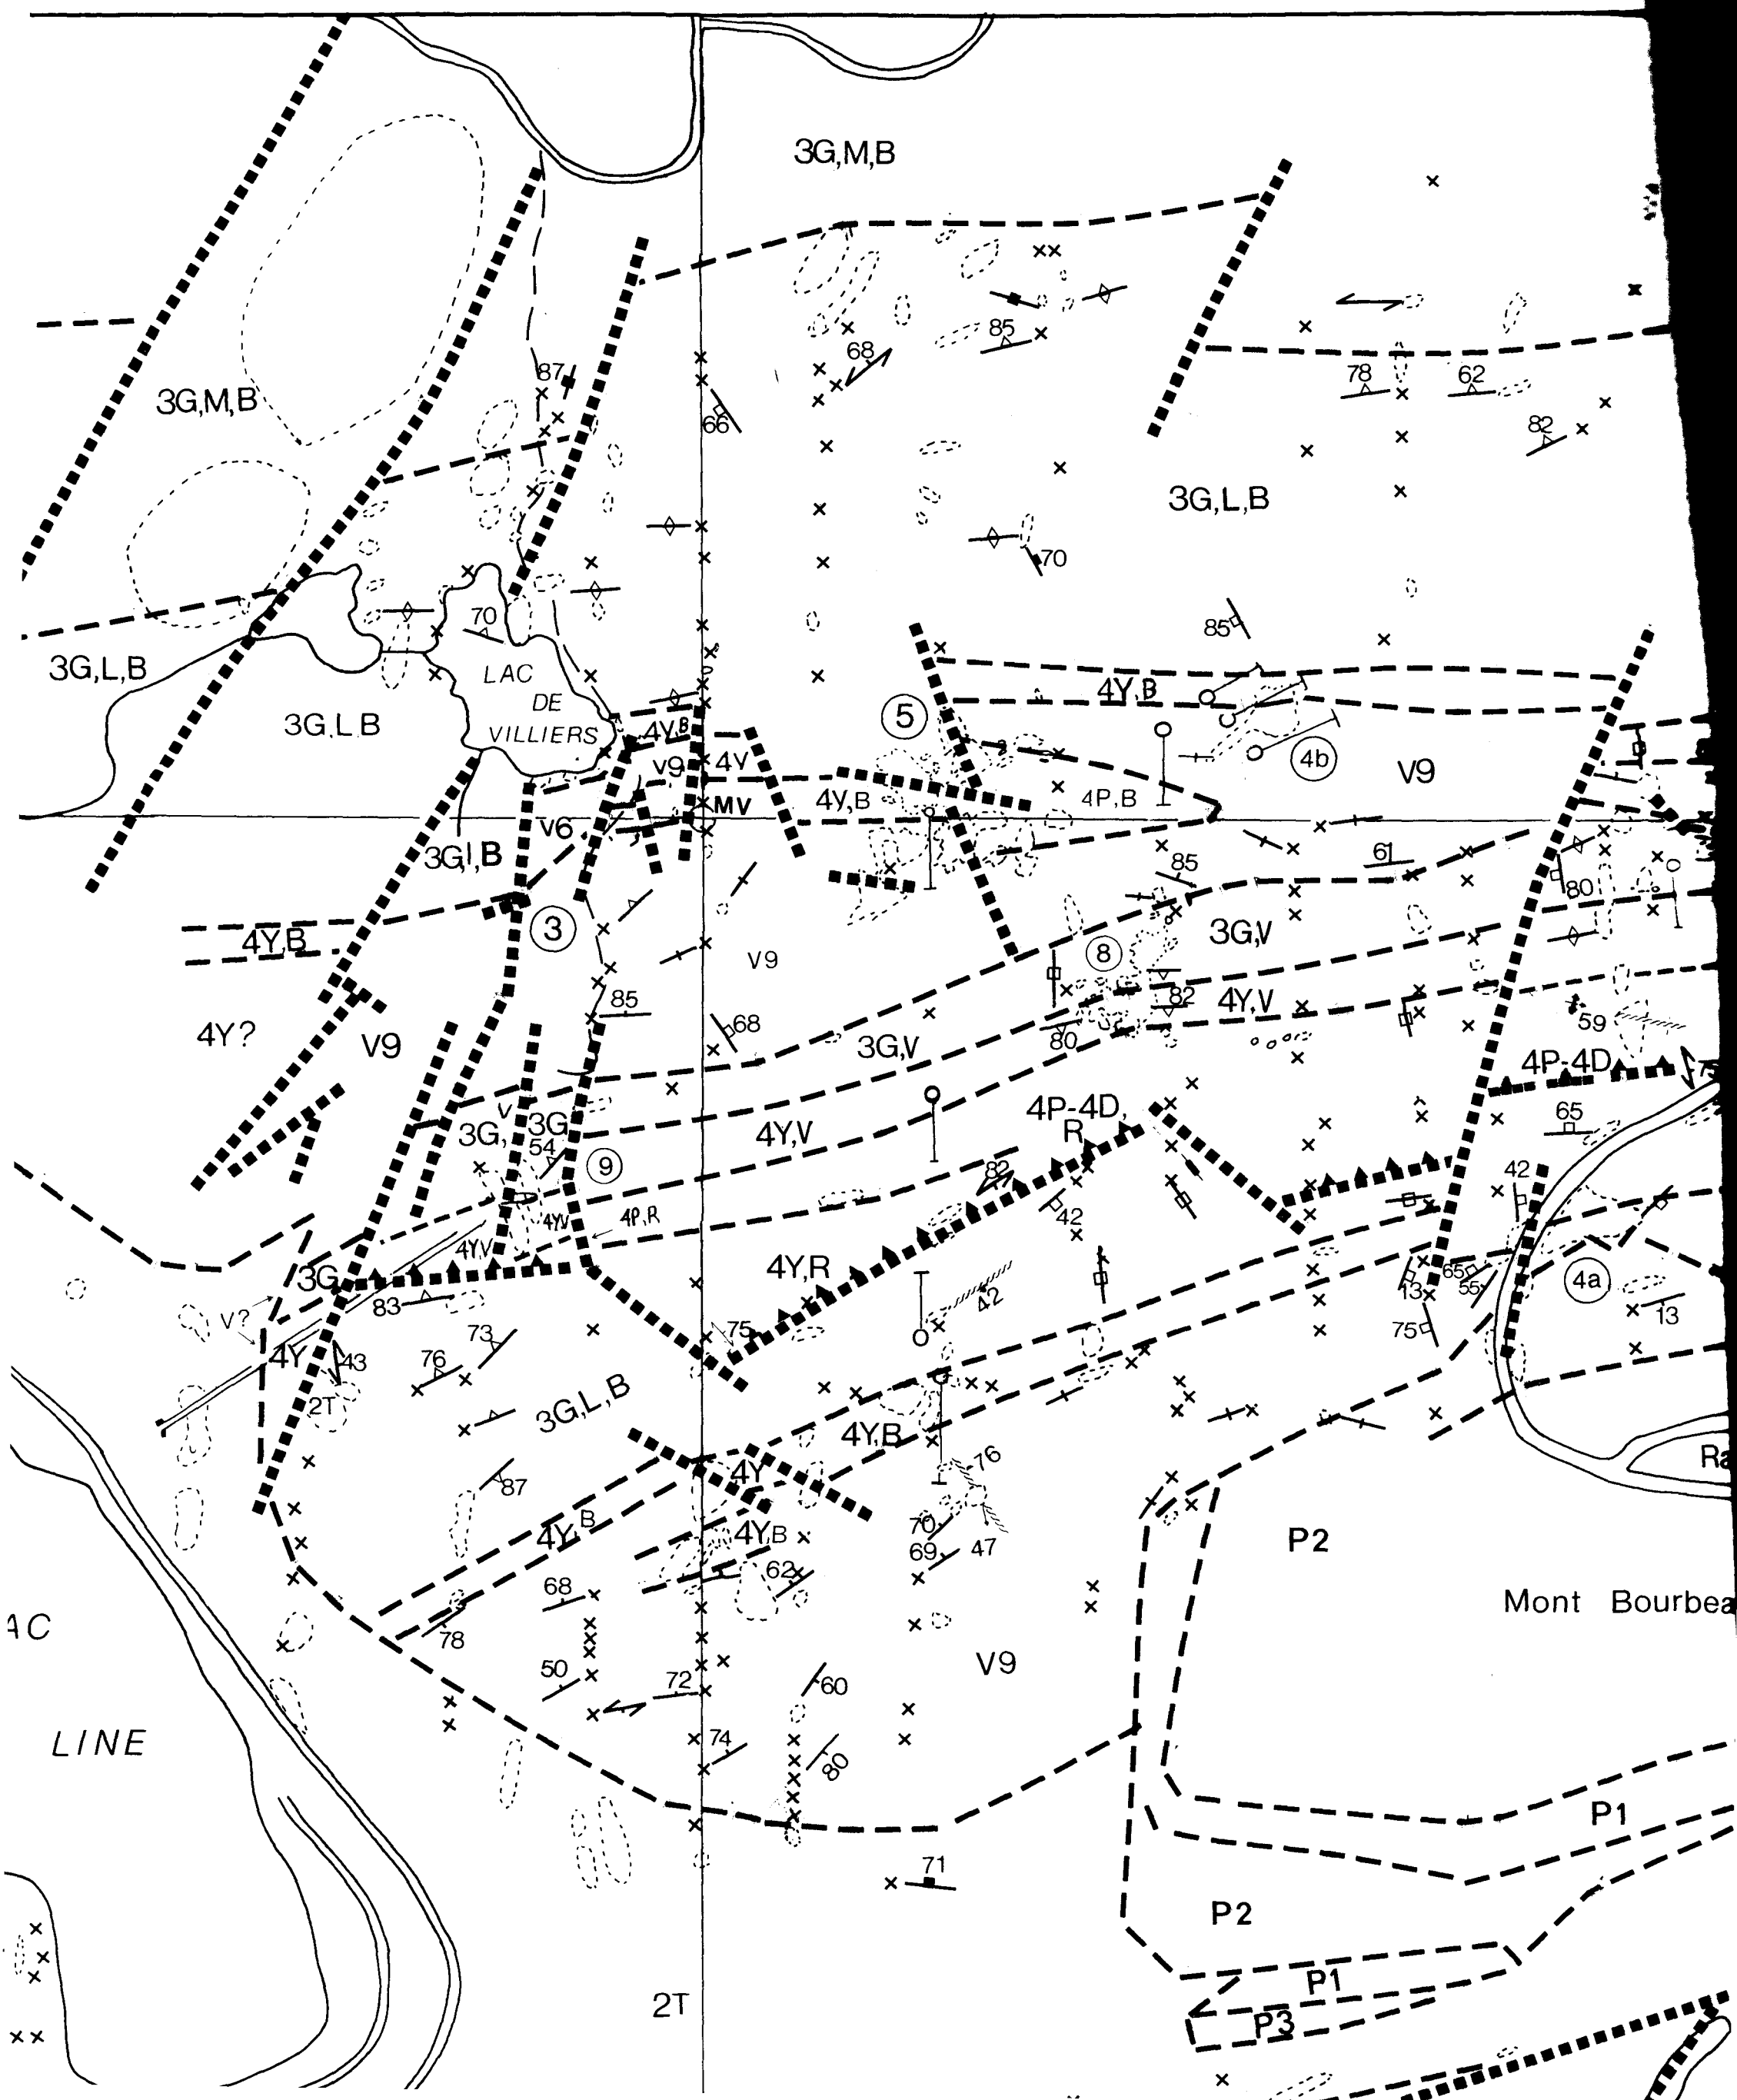 3G,M,B
85
68
87
78
62
3G,M,B
66
82
3G,L,B
70
85
70
3G,L,B
LAC
DE
VILLIERS
4Y,B
3G,L,B
5
4Y,B
4V
V9
4b
V9
MV
4Y,B
4P,B
V6
3G,I,B
61
85
80
3
4Y,B
3G,V
8
V9
82
4Y,V
85
68
59
4Y?
V9
3G,V
80
4P-4D,
75
4P-4D,
R
65
V
3G,
3G
4Y,V
54
9
82
42
42
4Y,V
4P,R
4Y,V
3G
4Y,R
65
55
4a
83
42
13
13
V?
75
75
73
4Y
43
76
2T
3G,L,B
4Y,B
76
87
4Y
Ra
4Y,B
4Y,B
70
69
47
P2
62
68
Mont Bourbea
AC
78
50
72
60
V9
LINE
74
80
P1
71
P2
2T
P1
P3